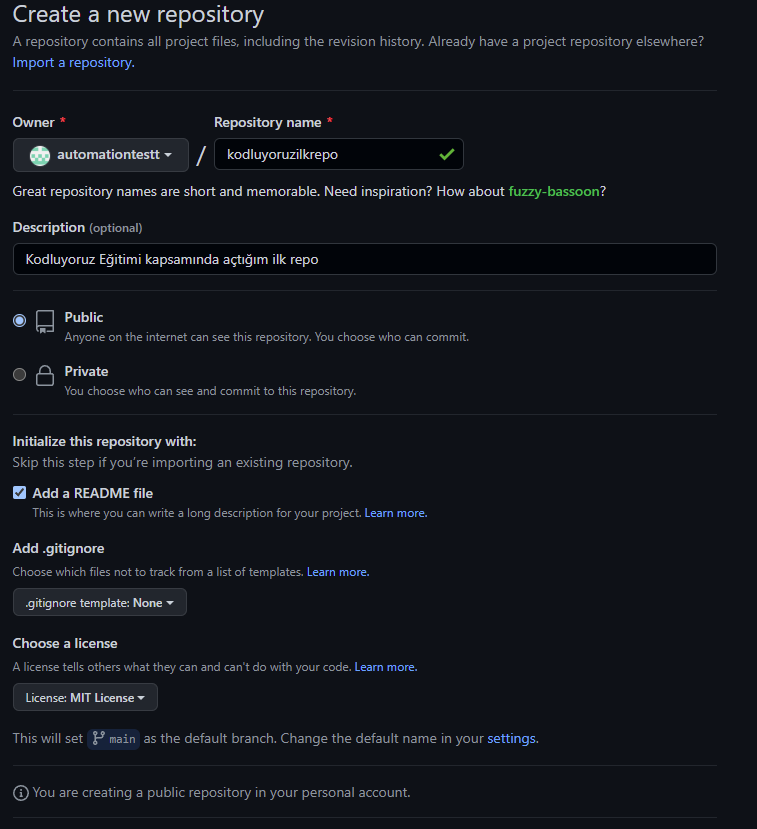 Create a new repository
A repository contains all project files, including the revision history. Already have a project repository elsewhere?
Import a repository.
Owner * Repository name *
automationtestt / kodluyoruzilkrepo
Great repository names are short and memorable. Need inspiration? How about fuzzy-bassoon?
Description (optional)
Kodluyoruz Eğitimi kapsamında açtığım ilk repo
Public
Anyone on the internet can see this repository. You choose who can commit.
Private
You choose who can see and commit to this repository.
Initialize this repository with:
Skip this step if you're importing an existing repository.
Add a README file
This is where you can write a long description for your project. Learn more.
Add .gitignore
Choose which files not to track from a list of templates. Learn more.
.gitignore template: None
Choose a license
A license tells others what they can and can't do with your code. Learn more.
License: MIT License
This will set main as the default branch. Change the default name in your settings.
You are creating a public repository in your personal account.